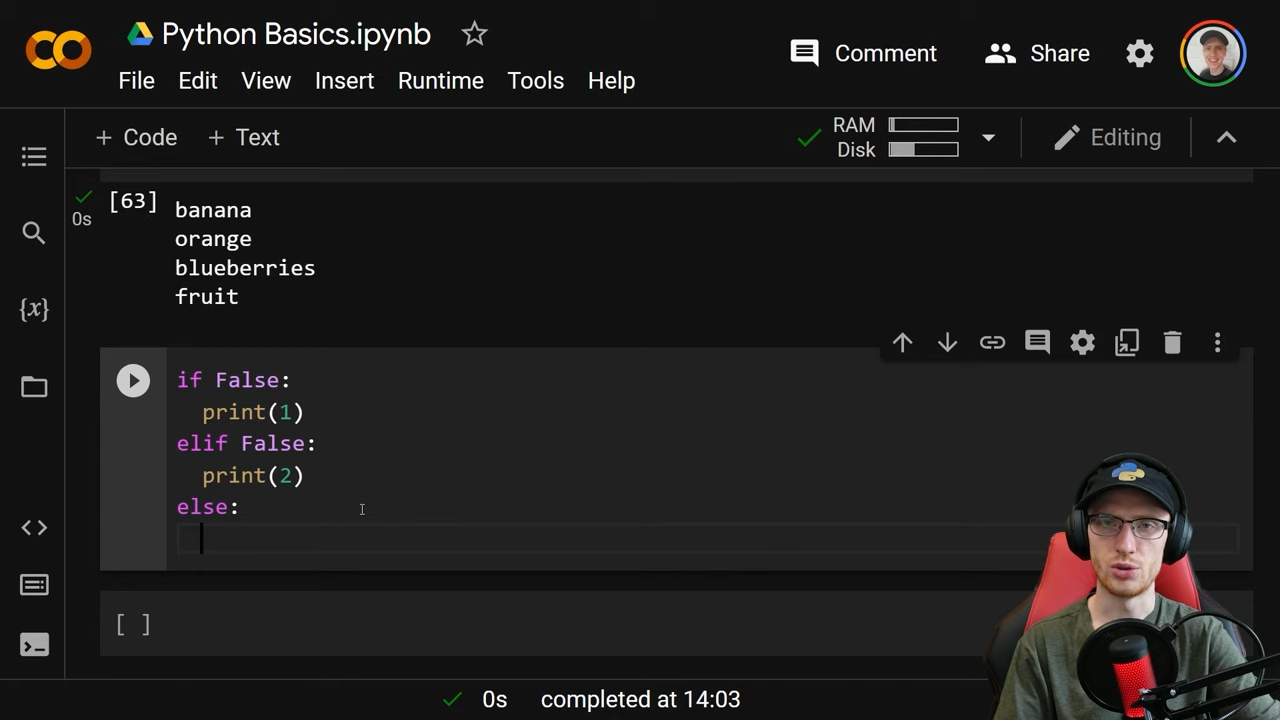 Python Basics.ipynb
Comment
Share
File Edit View Insert Runtime Tools Help
+ Code + Text
RAM
Disk
Editing
[63]
0s
banana
orange
blueberries
fruit
{x}
if False:
print(1)
elif False:
print(2)
else:
[ ]
0s completed at 14:03